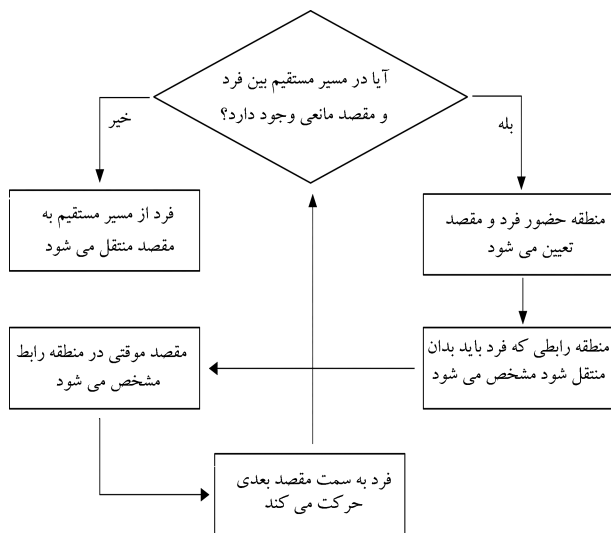 آیا در مسیر مستقیم بین فرد
و مقصد مانعی وجود دارد؟
بله
خیر
منطقه حضور فرد و مقصد
تعیین می شود
فرد از مسیر مستقیم به
مقصد منتقل می شود
منطقه رابطی که فرد باید بدان
منتقل شود مشخص می شود
مقصد موقتی در منطقه رابط
مشخص می شود
فرد به سمت مقصد بعدی
حرکت می کند